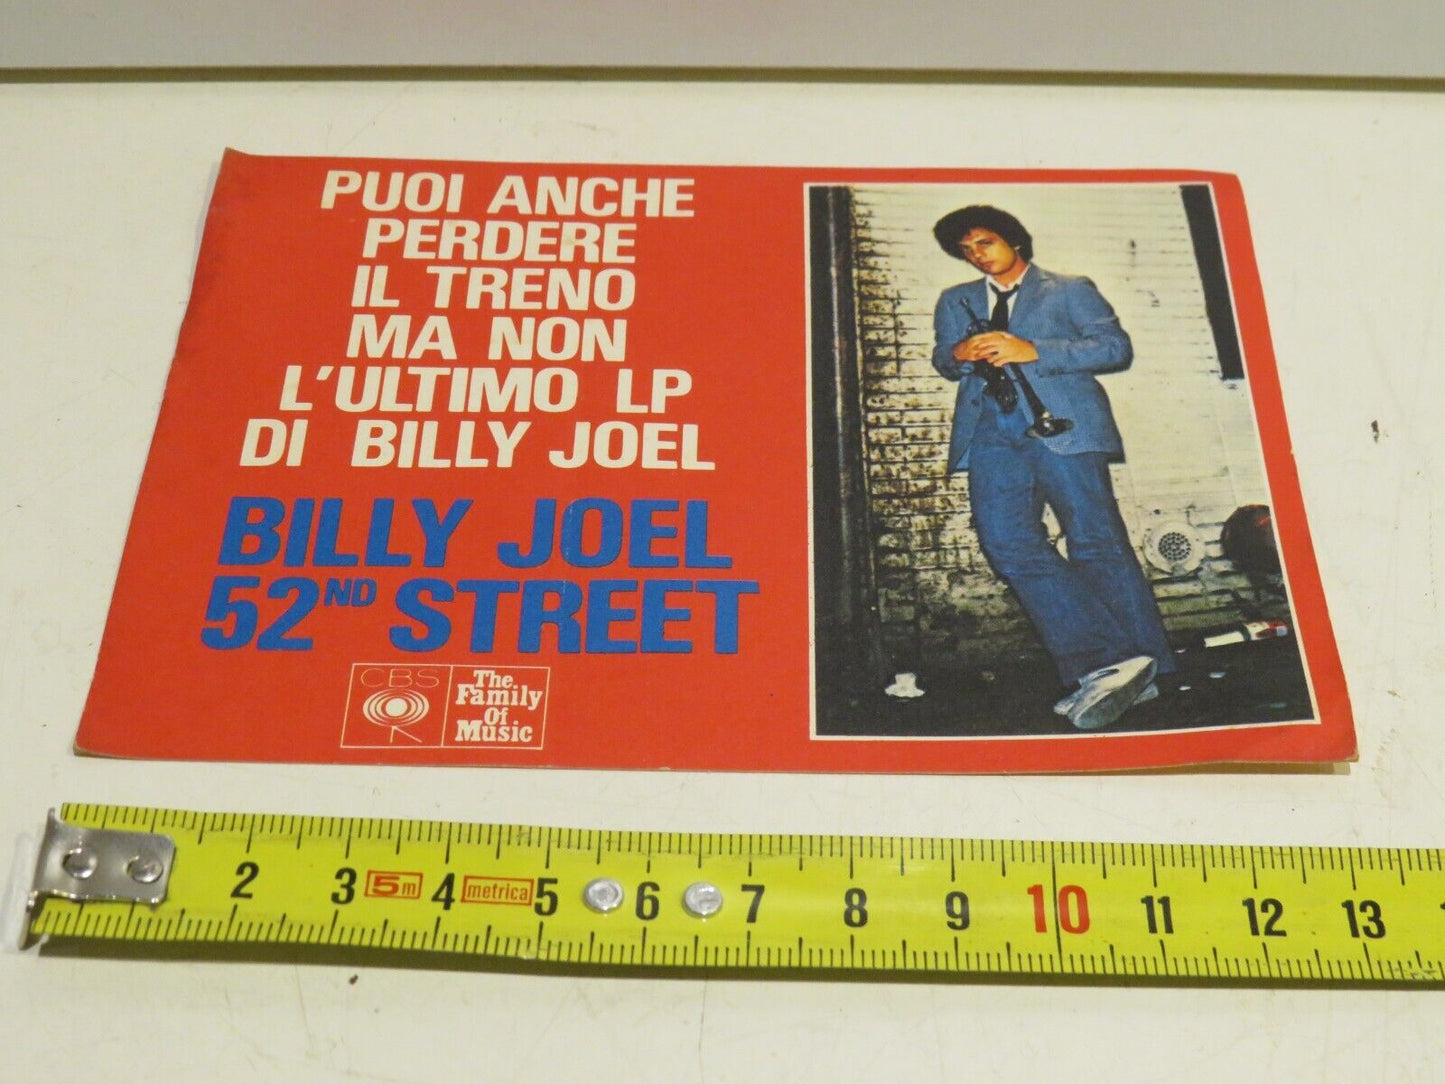 PUOI ANCHE
PERDERE
IL TRENO
MA NON
L'ULTIMO LP
DI BILLY JOEL
BILLY JOEL
52ND STREET
CBS
The
Family
Of
Music
2 3 5m 4 metrica 5 6 7 8 9 10 11 12 13